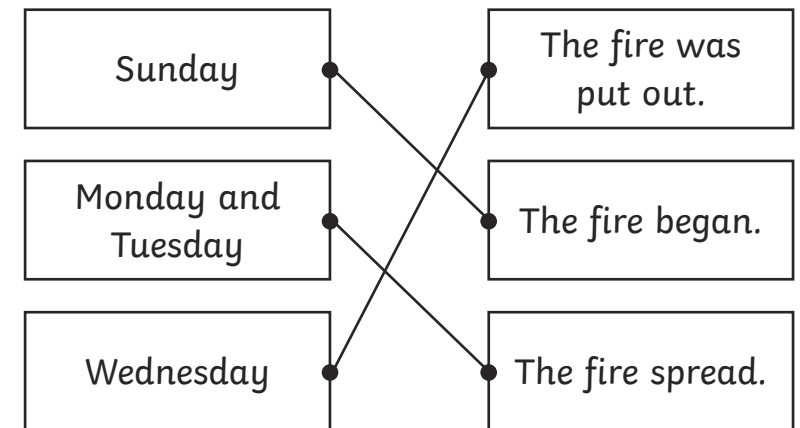 Sunday
The fire was
put out.
Monday and
Tuesday
The fire began.
Wednesday
The fire spread.